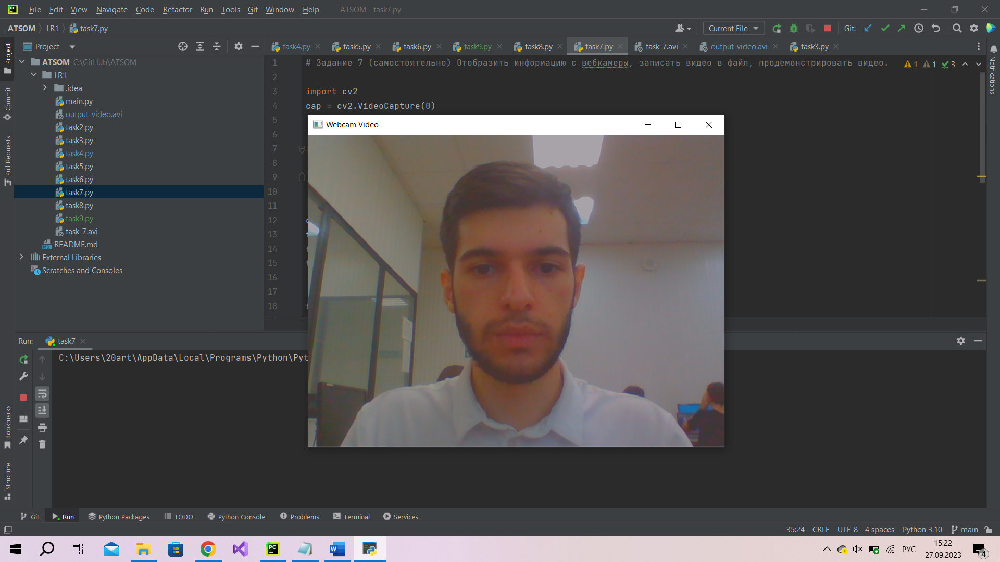 File Edit View Navigate Code Refactor Run Tools Git Window Help ATSOM - task7.py
ATSOM LR1 task7.py Current File Git:
Project
task4.py task5.py task6.py task9.py task8.py task7.py task_7.avi output_video.avi task3.py
ATSOM C:\GitHub\ATSOM
LR1
.idea
main.py
output_video.avi
task2.py
task3.py
task4.py
task5.py
task6.py
task7.py
task8.py
task9.py
task_7.avi
README.md
External Libraries
Scratches and Consoles
Project
Commit
Pull Requests
Bookmarks
Structure
Notifications
1 # Задание 7 (самостоятельно) Отобразить информацию с вебкамеры, записать видео в файл, продемонстрировать видео. 1 1 3
2
3 import cv2
4 cap = cv2.VideoCapture(0)
5
6
7
8
9
10
11
12
13
14
15
16
17
18
Webcam Video
Run: task7
C:\Users\20art\AppData\Local\Programs\Python\Pyt
Git Run Python Packages TODO Python Console Problems Terminal Services
35:24 CRLF UTF-8 4 spaces Python 3.10 main
РУС 15:22
27.09.2023 4